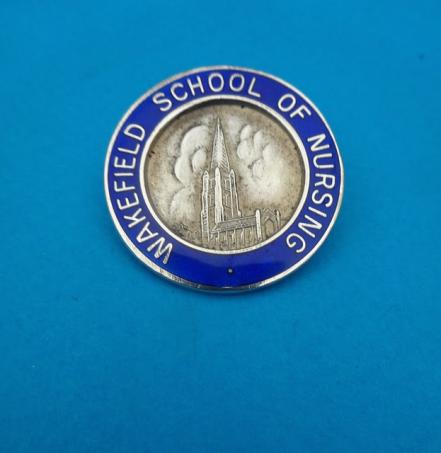 WAKEFIELD SCHOOL OF NURSING